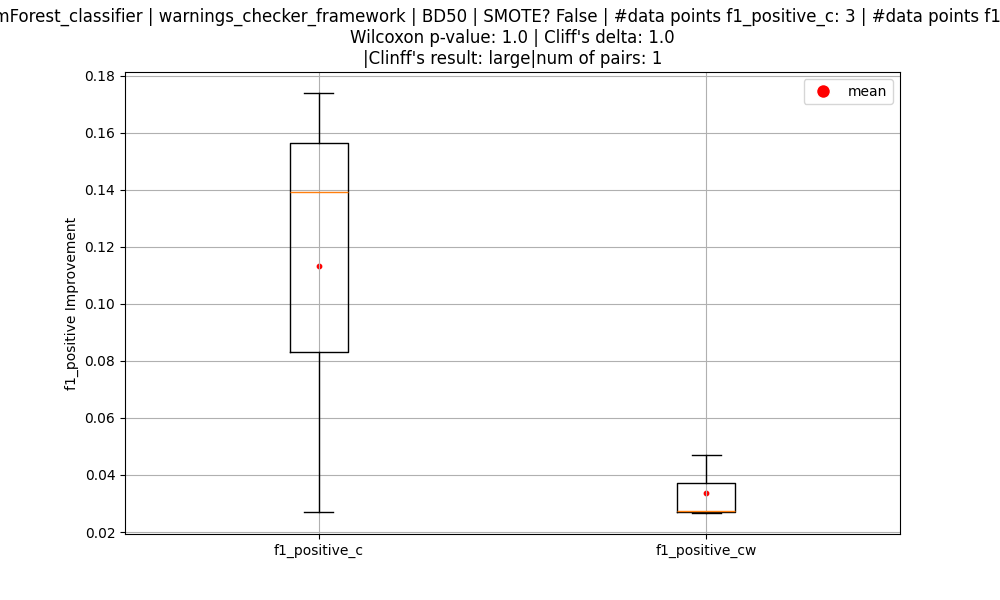 mForest_classifier | warnings_checker_framework | BD50 | SMOTE? False | #data points f1_positive_c: 3 | #data points f1
Wilcoxon p-value: 1.0 | Cliff's delta: 1.0
|Clinff's result: large|num of pairs: 1
mean
0.18
0.16
0.14
0.12
0.10
0.08
0.06
0.04
0.02
f1_positive Improvement
f1_positive_c
f1_positive_cw